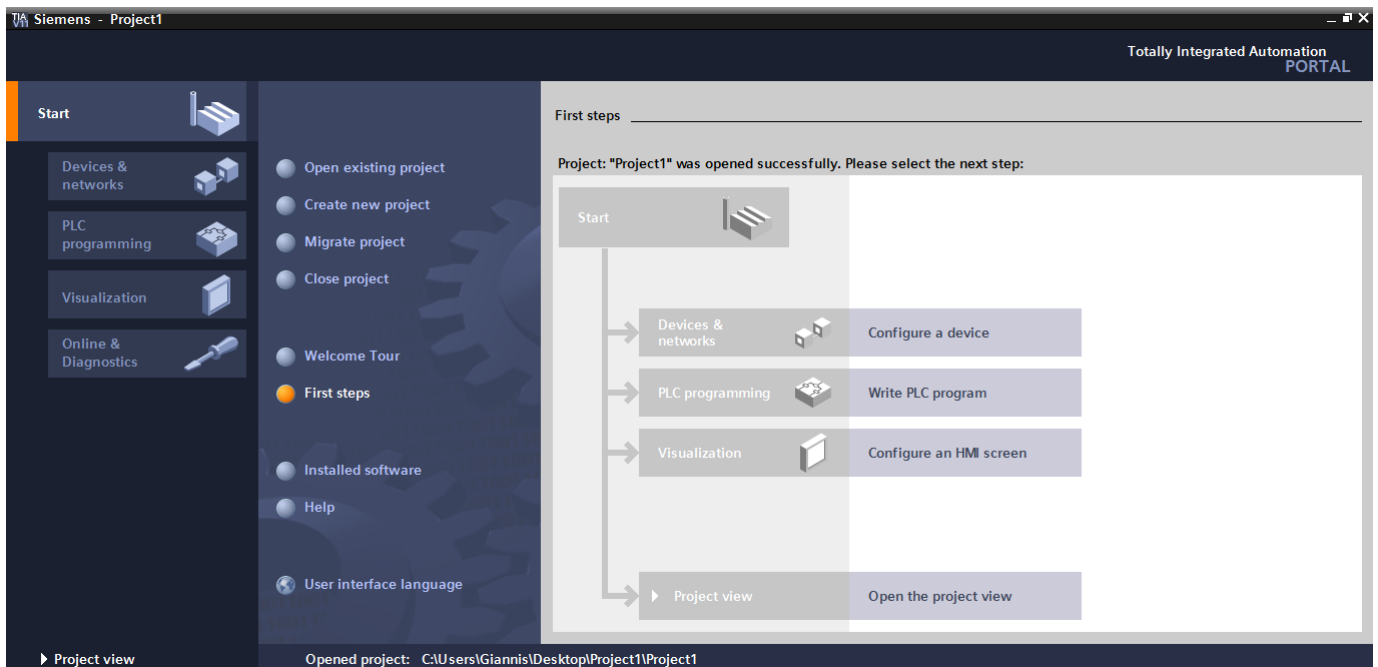 TIA
V11
Siemens - Project1
Totally Integrated Automation
PORTAL
Start
Devices &
networks
PLC
programming
Visualization
Online &
Diagnostics
Open existing project
Create new project
Migrate project
Close project
Welcome Tour
First steps
Installed software
Help
User interface language
First steps
Project: "Project1" was opened successfully. Please select the next step:
Start
Devices &
networks
Configure a device
PLC programming
Write PLC program
Visualization
Configure an HMI screen
Project view
Open the project view
Project view
Opened project: C:\Users\Giannis\Desktop\Project1\Project1